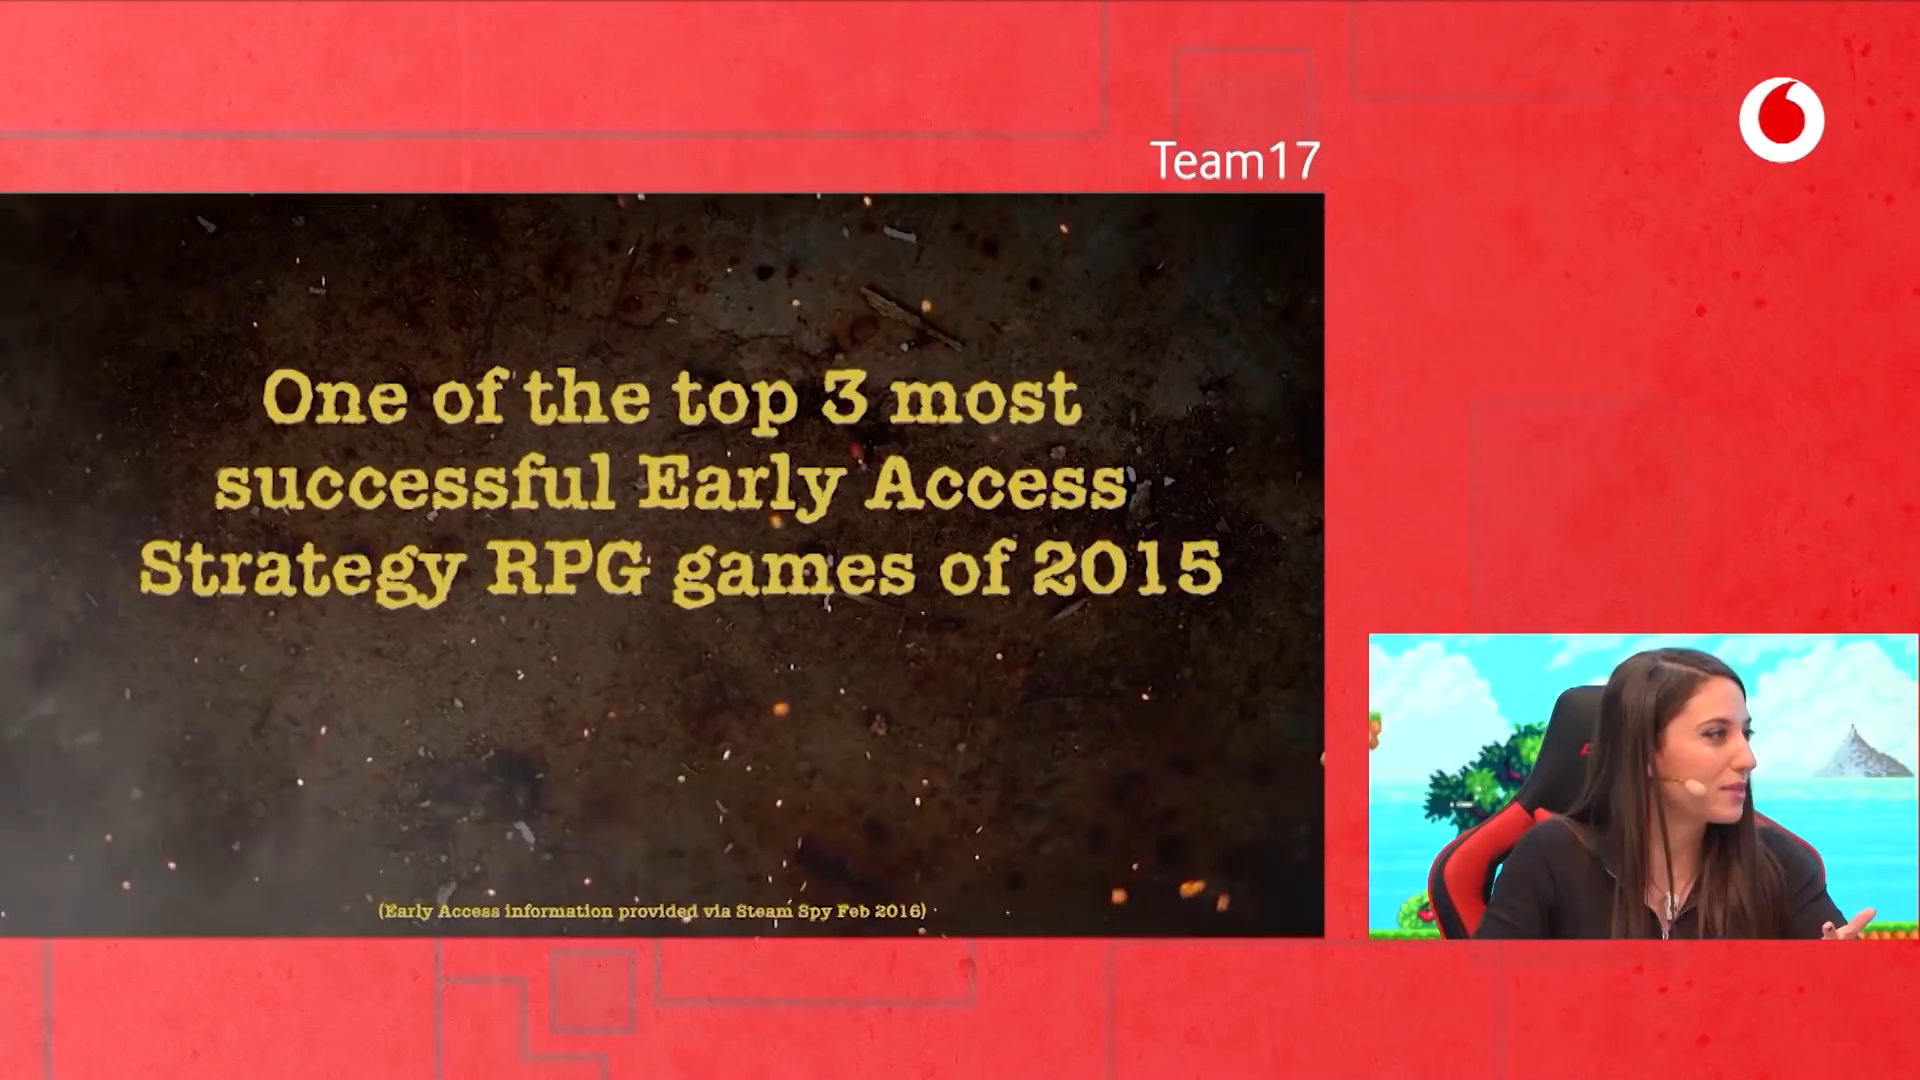 Team17
One of the top 3 most
successful Early Access
Strategy RPG games of 2015
(Early Access information provided via Steam Spy Feb 2016)